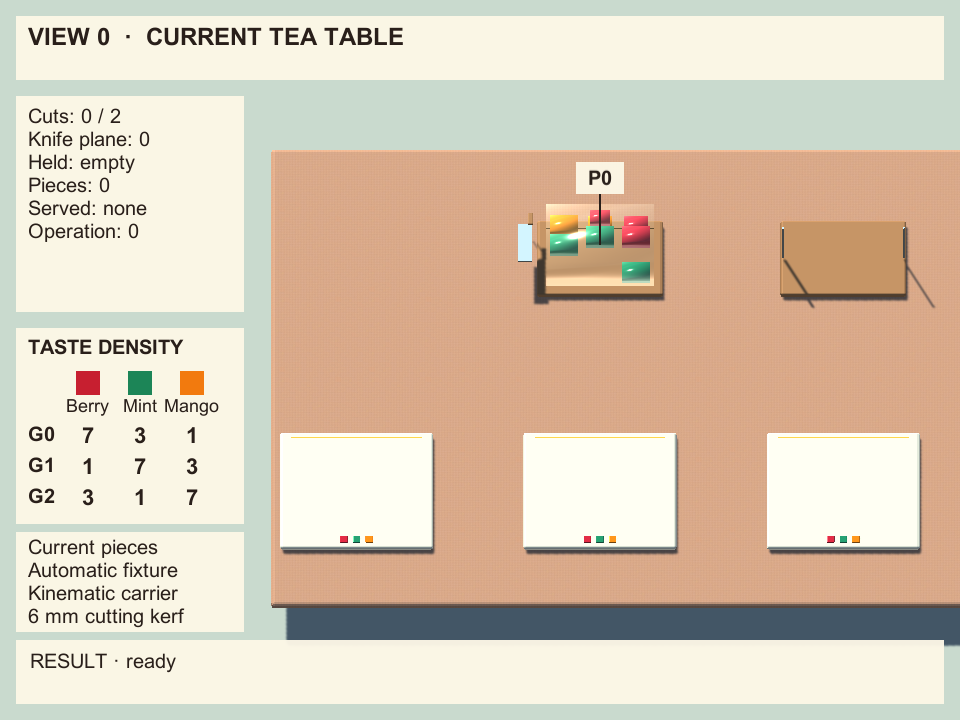 VIEW 0 · CURRENT TEA TABLE
Cuts: 0 / 2
Knife plane: 0
Held: empty
Pieces: 0
Served: none
Operation: 0
P0
TASTE DENSITY
Berry Mint Mango
G0 7 3 1
G1 1 7 3
G2 3 1 7
Current pieces
Automatic fixture
Kinematic carrier
6 mm cutting kerf
RESULT · ready